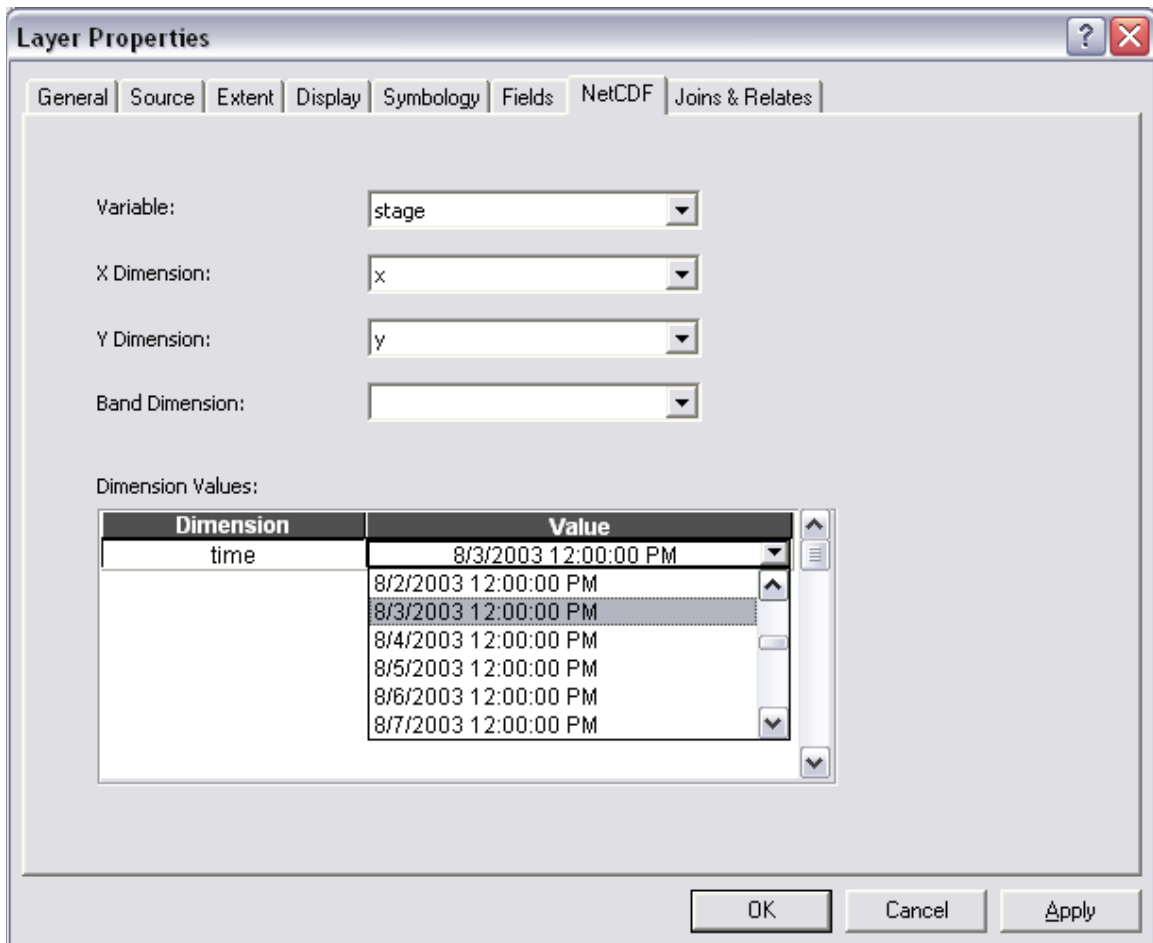 Layer Properties
?
General Source Extent Display Symbology Fields NetCDF Joins & Relates
Variable: stage
X Dimension: x
Y Dimension: y
Band Dimension:
Dimension Values:
Dimension Value
time 8/3/2003 12:00:00 PM
8/2/2003 12:00:00 PM
8/3/2003 12:00:00 PM
8/4/2003 12:00:00 PM
8/5/2003 12:00:00 PM
8/6/2003 12:00:00 PM
8/7/2003 12:00:00 PM
OK Cancel Apply